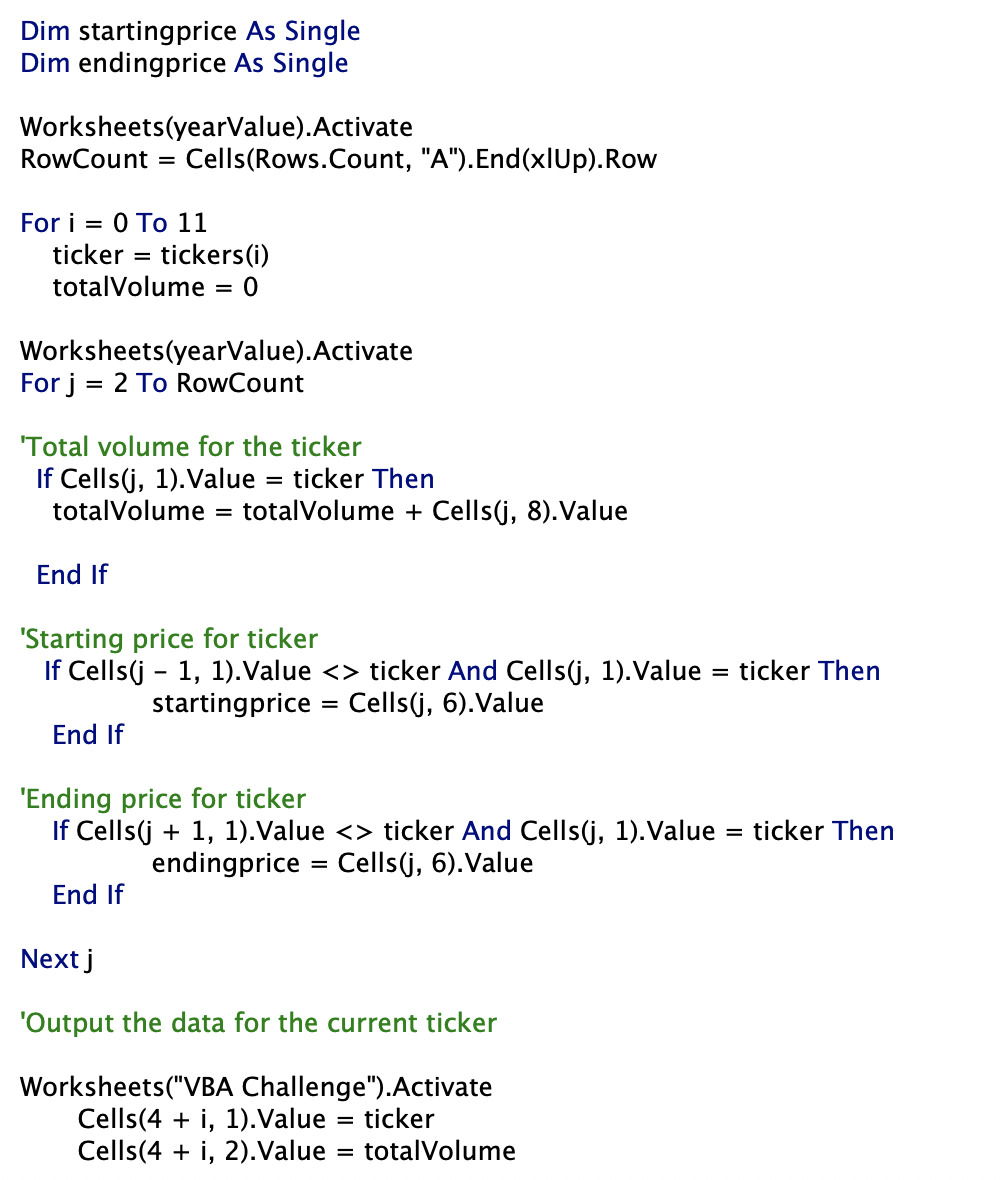 Dim startingprice As Single
Dim endingprice As Single
Worksheets(yearValue).Activate
RowCount = Cells(Rows.Count, "A").End(xlUp).Row
For i = 0 To 11
ticker = tickers(i)
totalVolume = 0
Worksheets(yearValue).Activate
For j = 2 To RowCount
'Total volume for the ticker
If Cells(j, 1).Value = ticker Then
totalVolume = totalVolume + Cells(j, 8).Value
End If
'Starting price for ticker
If Cells(j - 1, 1).Value <> ticker And Cells(j, 1).Value = ticker Then
startingprice = Cells(j, 6).Value
End If
'Ending price for ticker
If Cells(j + 1, 1).Value <> ticker And Cells(j, 1).Value = ticker Then
endingprice = Cells(j, 6).Value
End If
Next j
'Output the data for the current ticker
Worksheets("VBA Challenge").Activate
Cells(4 + i, 1).Value = ticker
Cells(4 + i, 2).Value = totalVolume